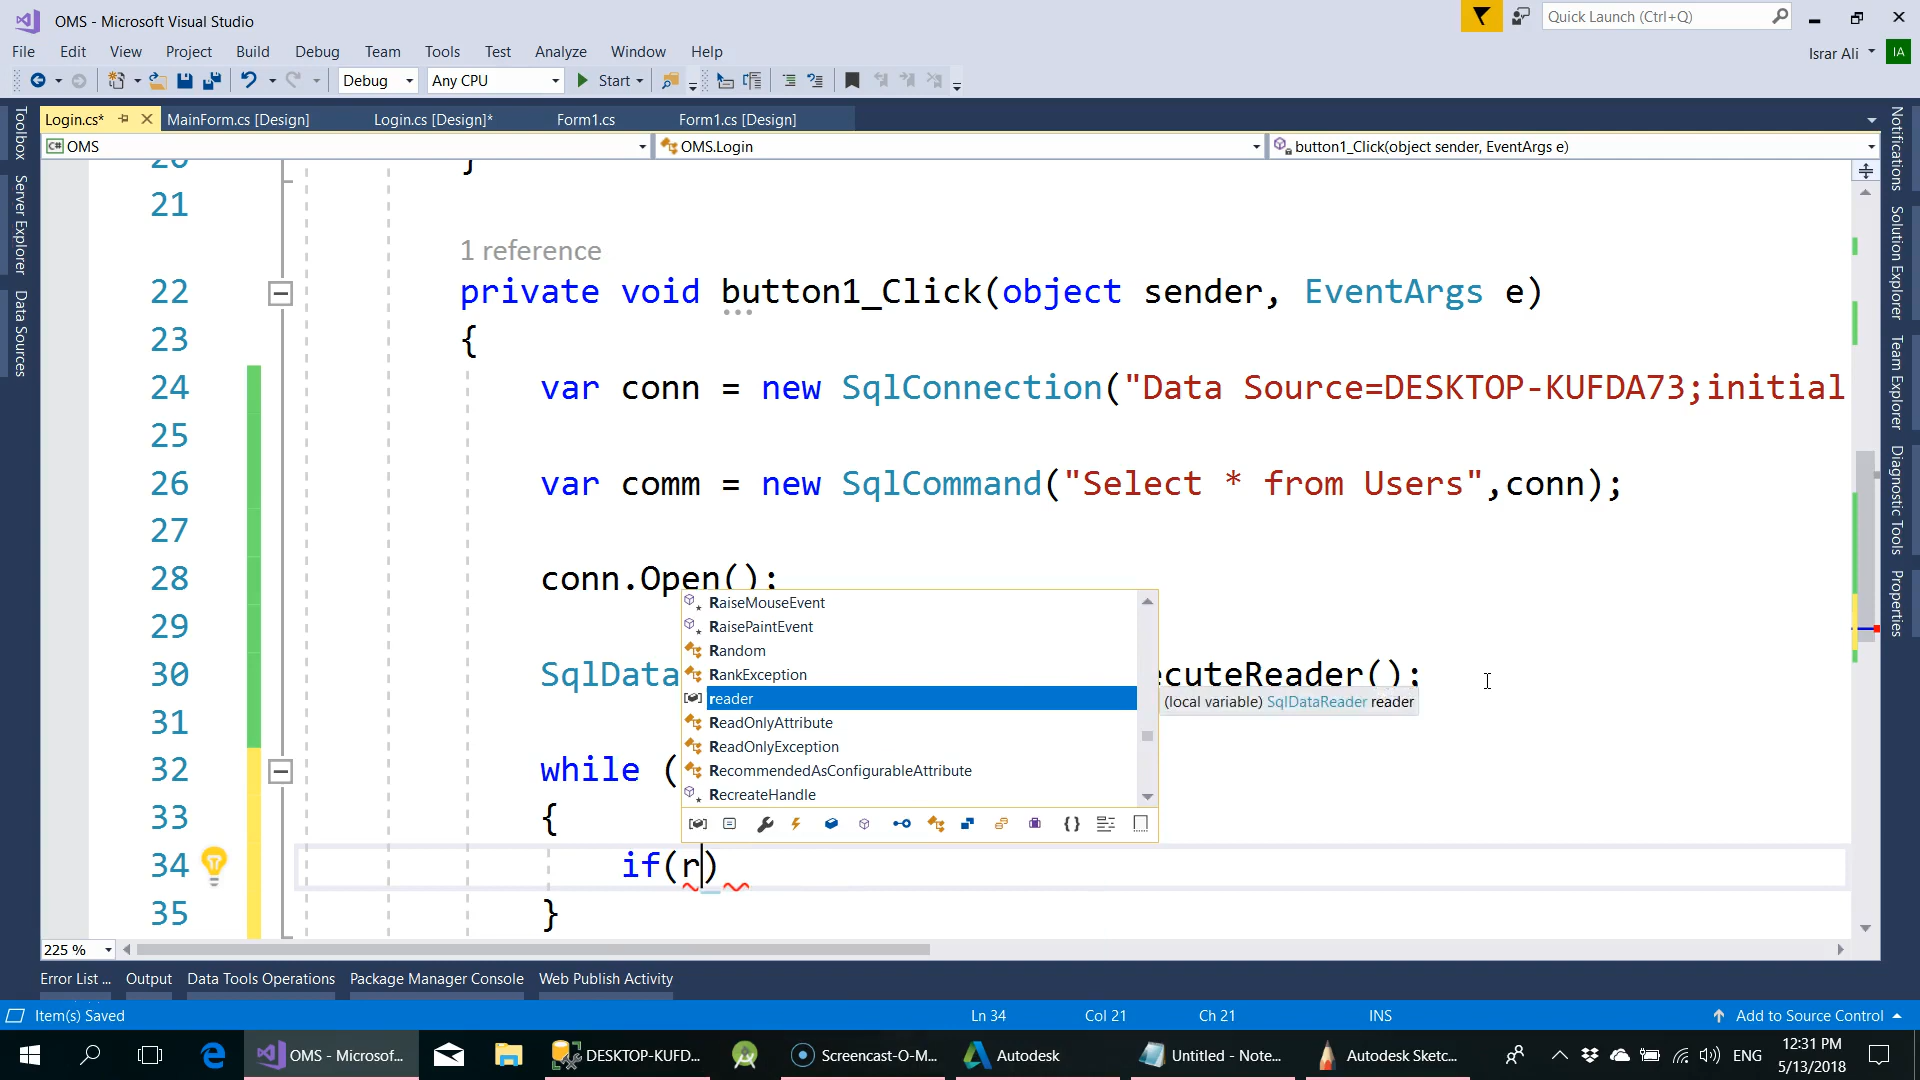 OMS - Microsoft Visual Studio
Quick Launch (Ctrl+Q)
File Edit View Project Build Debug Team Tools Test Analyze Window Help
Israr Ali IA
Debug Any CPU Start
Login.cs* MainForm.cs [Design] Login.cs [Design]* Form1.cs Form1.cs [Design]
C# OMS OMS.Login button1_Click(object sender, EventArgs e)
Toolbox
Server Explorer
Data Sources
Notifications
Solution Explorer
Team Explorer
Diagnostic Tools
Properties
20 }
21
1 reference
22 private void button1_Click(object sender, EventArgs e)
23 {
24 var conn = new SqlConnection("Data Source=DESKTOP-KUFDA73;initial
25
26 var comm = new SqlCommand("Select * from Users",conn);
27
28 conn.Open();
29
30 SqlData ecuteReader();
31
32 while (
33 {
34 if(r)
35 }
RaiseMouseEvent
RaisePaintEvent
Random
RankException
reader
ReadOnlyAttribute
ReadOnlyException
RecommendedAsConfigurableAttribute
RecreateHandle
(local variable) SqlDataReader reader
225 %
Error List ... Output Data Tools Operations Package Manager Console Web Publish Activity
Item(s) Saved Ln 34 Col 21 Ch 21 INS Add to Source Control
OMS - Microsof... DESKTOP-KUFD... Screencast-O-M... Autodesk Untitled - Note... Autodesk Sketc... ENG 12:31 PM
5/13/2018